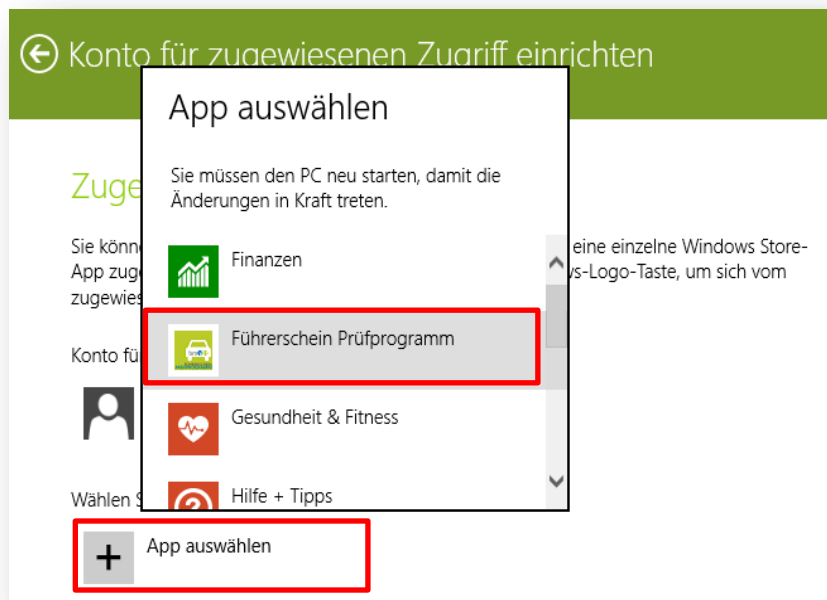 Konto für zugewiesenen Zugriff einrichten
App auswählen
Sie müssen den PC neu starten, damit die
Änderungen in Kraft treten.
Finanzen
Führerschein Prüfprogramm
Gesundheit & Fitness
Hilfe + Tipps
Zuge
Sie könn eine einzelne Windows Store-
App zug s-Logo-Taste, um sich vom
zugewies
Konto fü
Wählen S
App auswählen